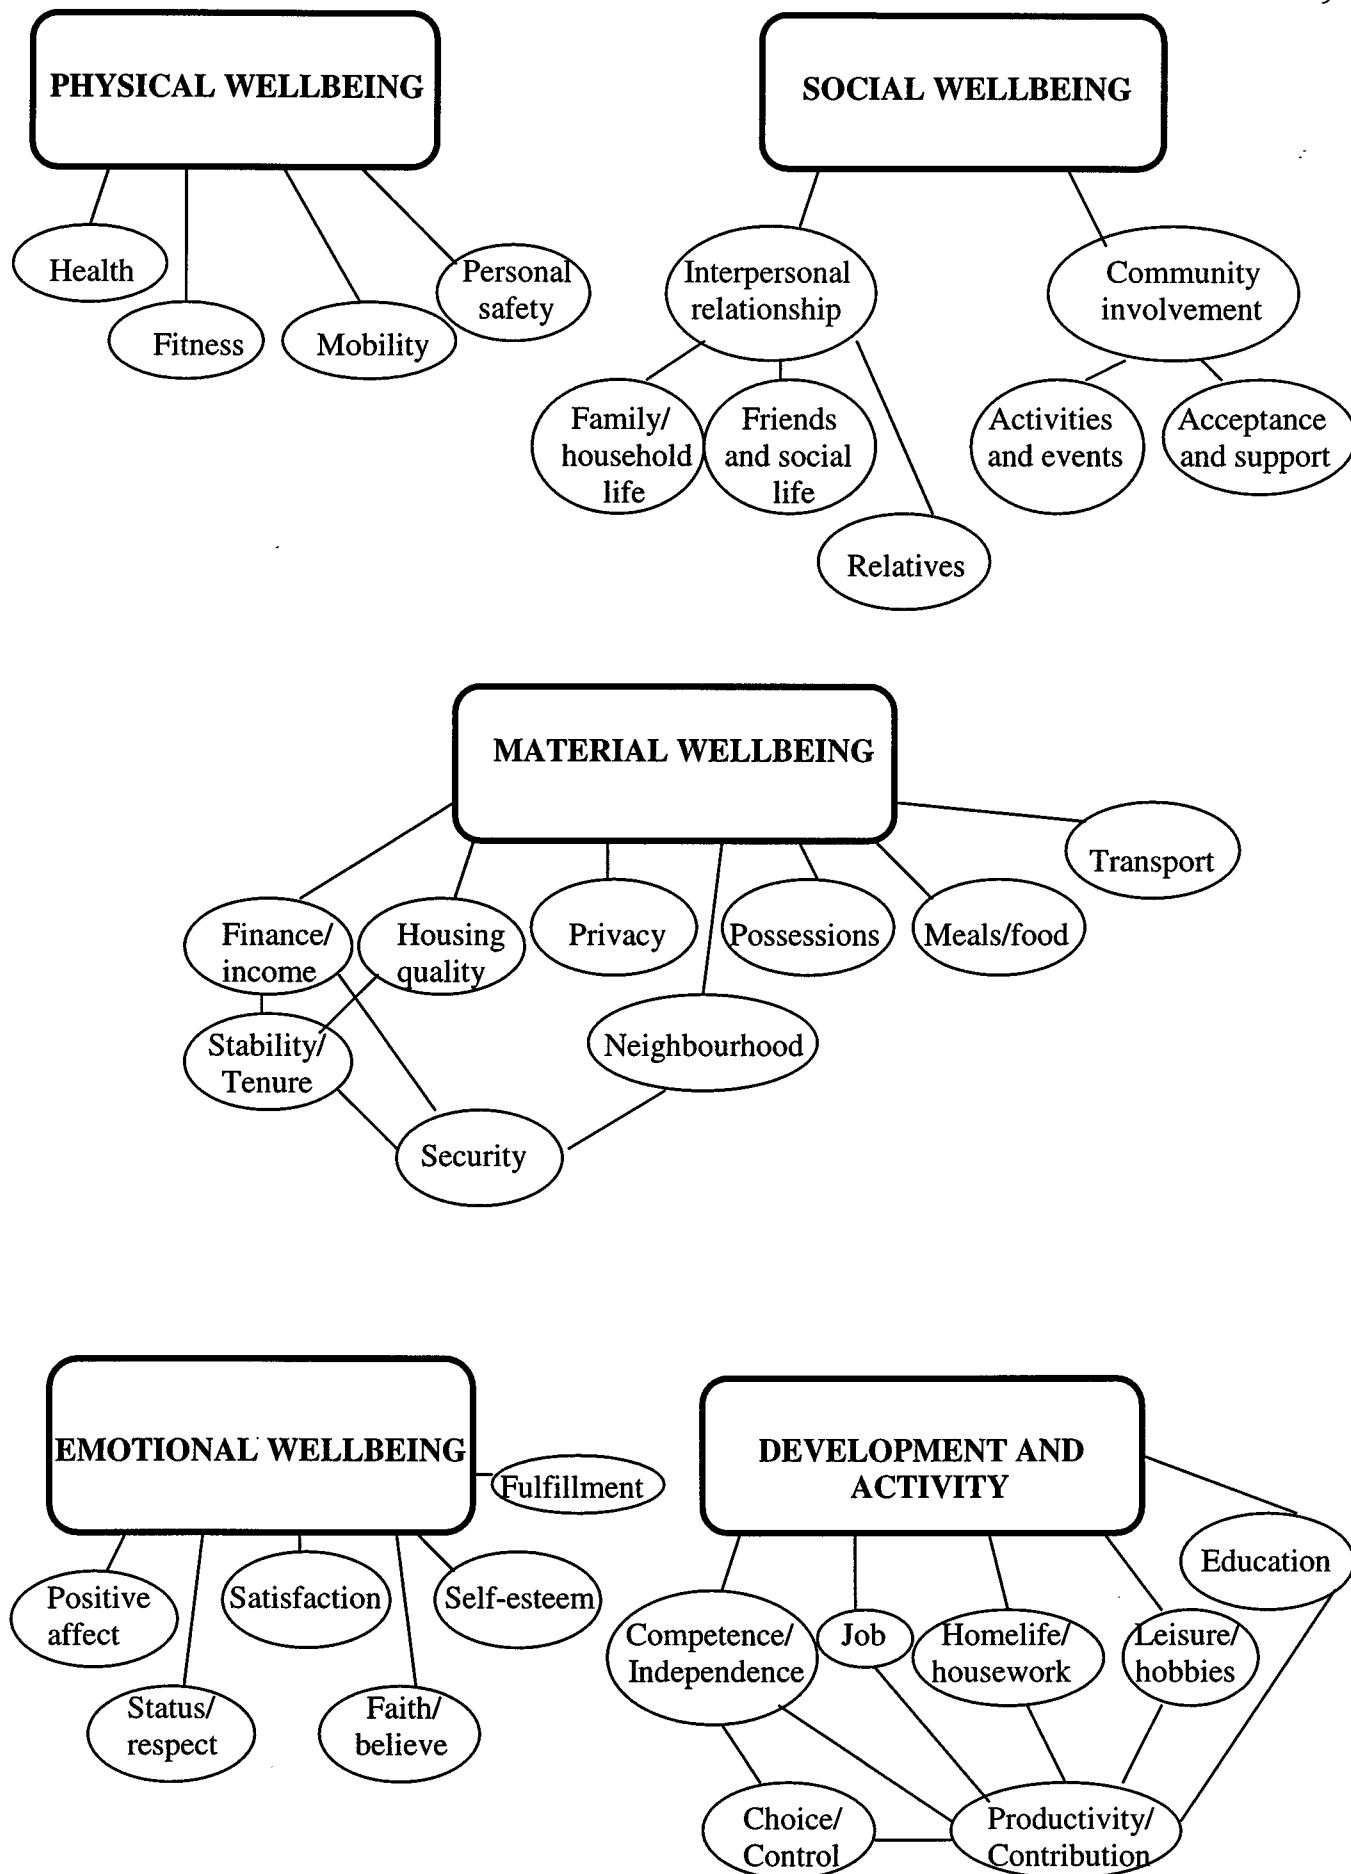 PHYSICAL WELLBEING
Health
Fitness
Mobility
Personal
safety
SOCIAL WELLBEING
Interpersonal
relationship
Community
involvement
Family/
household
life
Friends
and social
life
Relatives
Activities
and events
Acceptance
and support
MATERIAL WELLBEING
Finance/
income
Housing
quality
Privacy
Possessions
Meals/food
Transport
Stability/
Tenure
Neighbourhood
Security
EMOTIONAL WELLBEING
Fulfillment
Positive
affect
Status/
respect
Satisfaction
Faith/
believe
Self-esteem
DEVELOPMENT AND
ACTIVITY
Competence/
Independence
Job
Homelife/
housework
Leisure/
hobbies
Education
Choice/
Control
Productivity/
Contribution